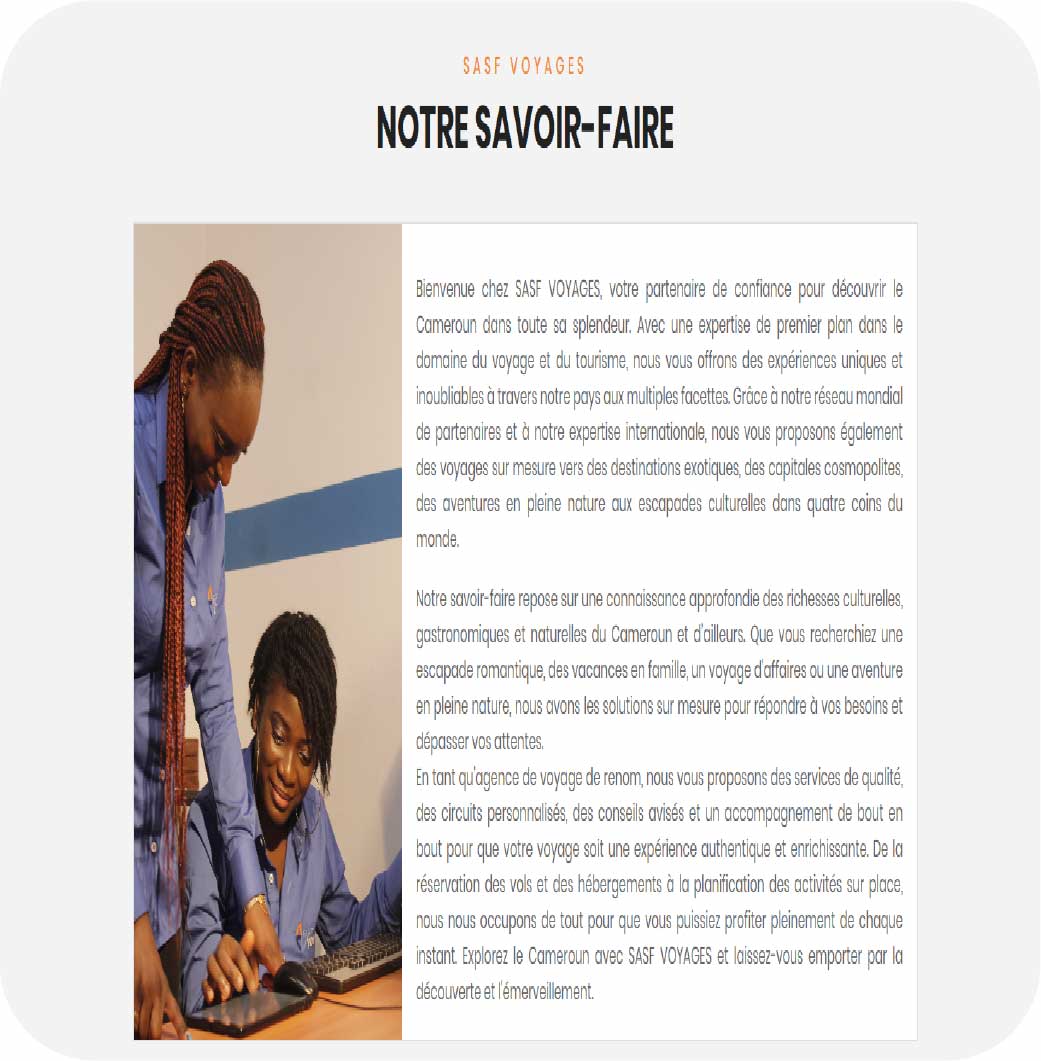 SASF VOYAGES
NOTRE SAVOIR-FAIRE
Bienvenue chez SASF VOYAGES, votre partenaire de confiance pour découvrir le
Cameroun dans toute sa splendeur. Avec une expertise de premier plan dans le
domaine du voyage et du tourisme, nous vous offrons des expériences uniques et
inoubliables à travers notre pays aux multiples facettes. Grâce à notre réseau mondial
de partenaires et à notre expertise internationale, nous vous proposons également
des voyages sur mesure vers des destinations exotiques, des capitales cosmopolites,
des aventures en pleine nature aux escapades culturelles dans quatre coins du
monde.
Notre savoir-faire repose sur une connaissance approfondie des richesses culturelles,
gastronomiques et naturelles du Cameroun et d'ailleurs. Que vous recherchiez une
escapade romantique, des vacances en famille, un voyage d'affaires ou une aventure
en pleine nature, nous avons les solutions sur mesure pour répondre à vos besoins et
dépasser vos attentes.
En tant qu'agence de voyage de renom, nous vous proposons des services de qualité,
des circuits personnalisés, des conseils avisés et un accompagnement de bout en
bout pour que votre voyage soit une expérience authentique et enrichissante. De la
réservation des vols et des hébergements à la planification des activités sur place,
nous nous occupons de tout pour que vous puissiez profiter pleinement de chaque
instant. Explorez le Cameroun avec SASF VOYAGES et laissez-vous emporter par la
découverte et l'émerveillement.